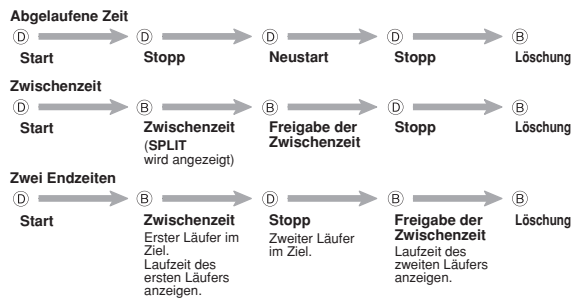 Abgelaufene Zeit
D D D D B
Start Stopp Neustart Stopp Löschung
Zwischenzeit
D B B D B
Start Zwischenzeit Freigabe der Stopp Löschung
(SPLIT Zwischenzeit
wird angezeigt)
Zwei Endzeiten
D B D B B
Start Zwischenzeit Stopp Freigabe der Löschung
Erster Läufer im Zweiter Läufer Zwischenzeit
Ziel. im Ziel. Laufzeit des
Laufzeit des zweiten Läufers
ersten Läufers anzeigen.
anzeigen.